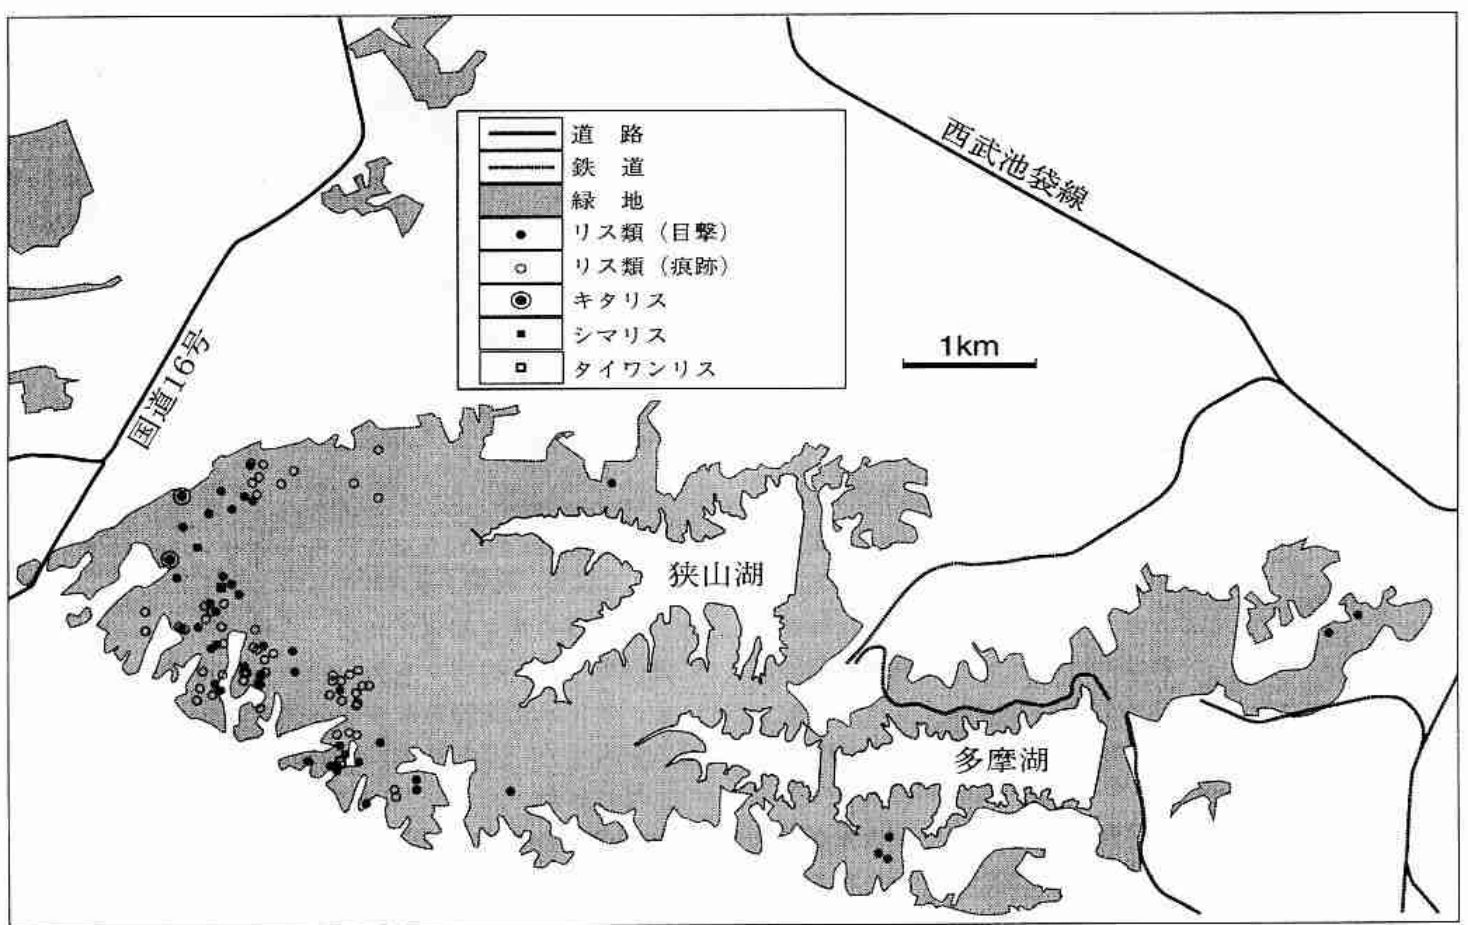 道 路
鉄 道
緑 地
リス類（目撃）
リス類（痕跡）
キタリス
シマリス
タイワンリス
西武池袋線
1km
国道16号
狭山湖
多摩湖